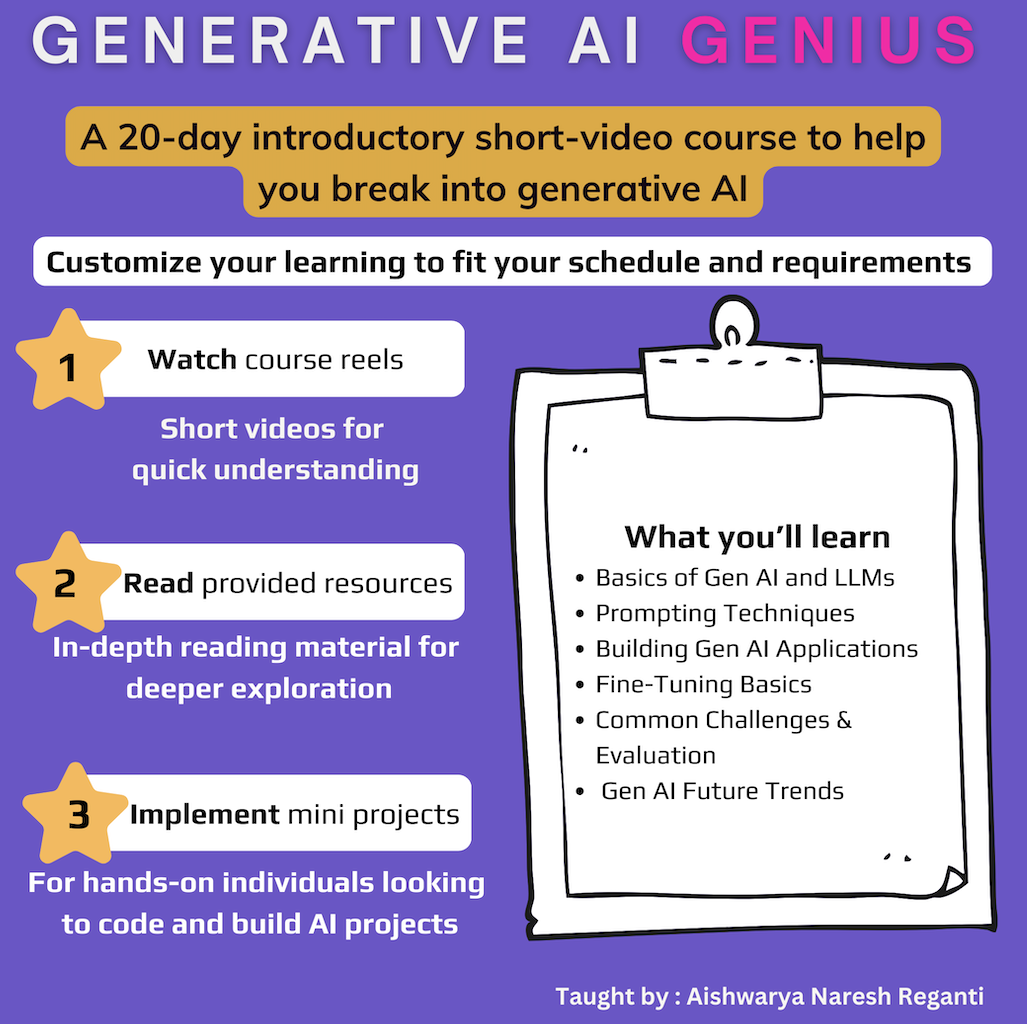 GENERATIVE AI GENIUS
A 20-day introductory short-video course to help
you break into generative AI
Customize your learning to fit your schedule and requirements
1
Watch course reels
Short videos for
quick understanding
2
Read provided resources
In-depth reading material for
deeper exploration
3
Implement mini projects
For hands-on individuals looking
to code and build AI projects
What you’ll learn
• Basics of Gen AI and LLMs
• Prompting Techniques
• Building Gen AI Applications
• Fine-Tuning Basics
• Common Challenges &
Evaluation
• Gen AI Future Trends
Taught by : Aishwarya Naresh Reganti